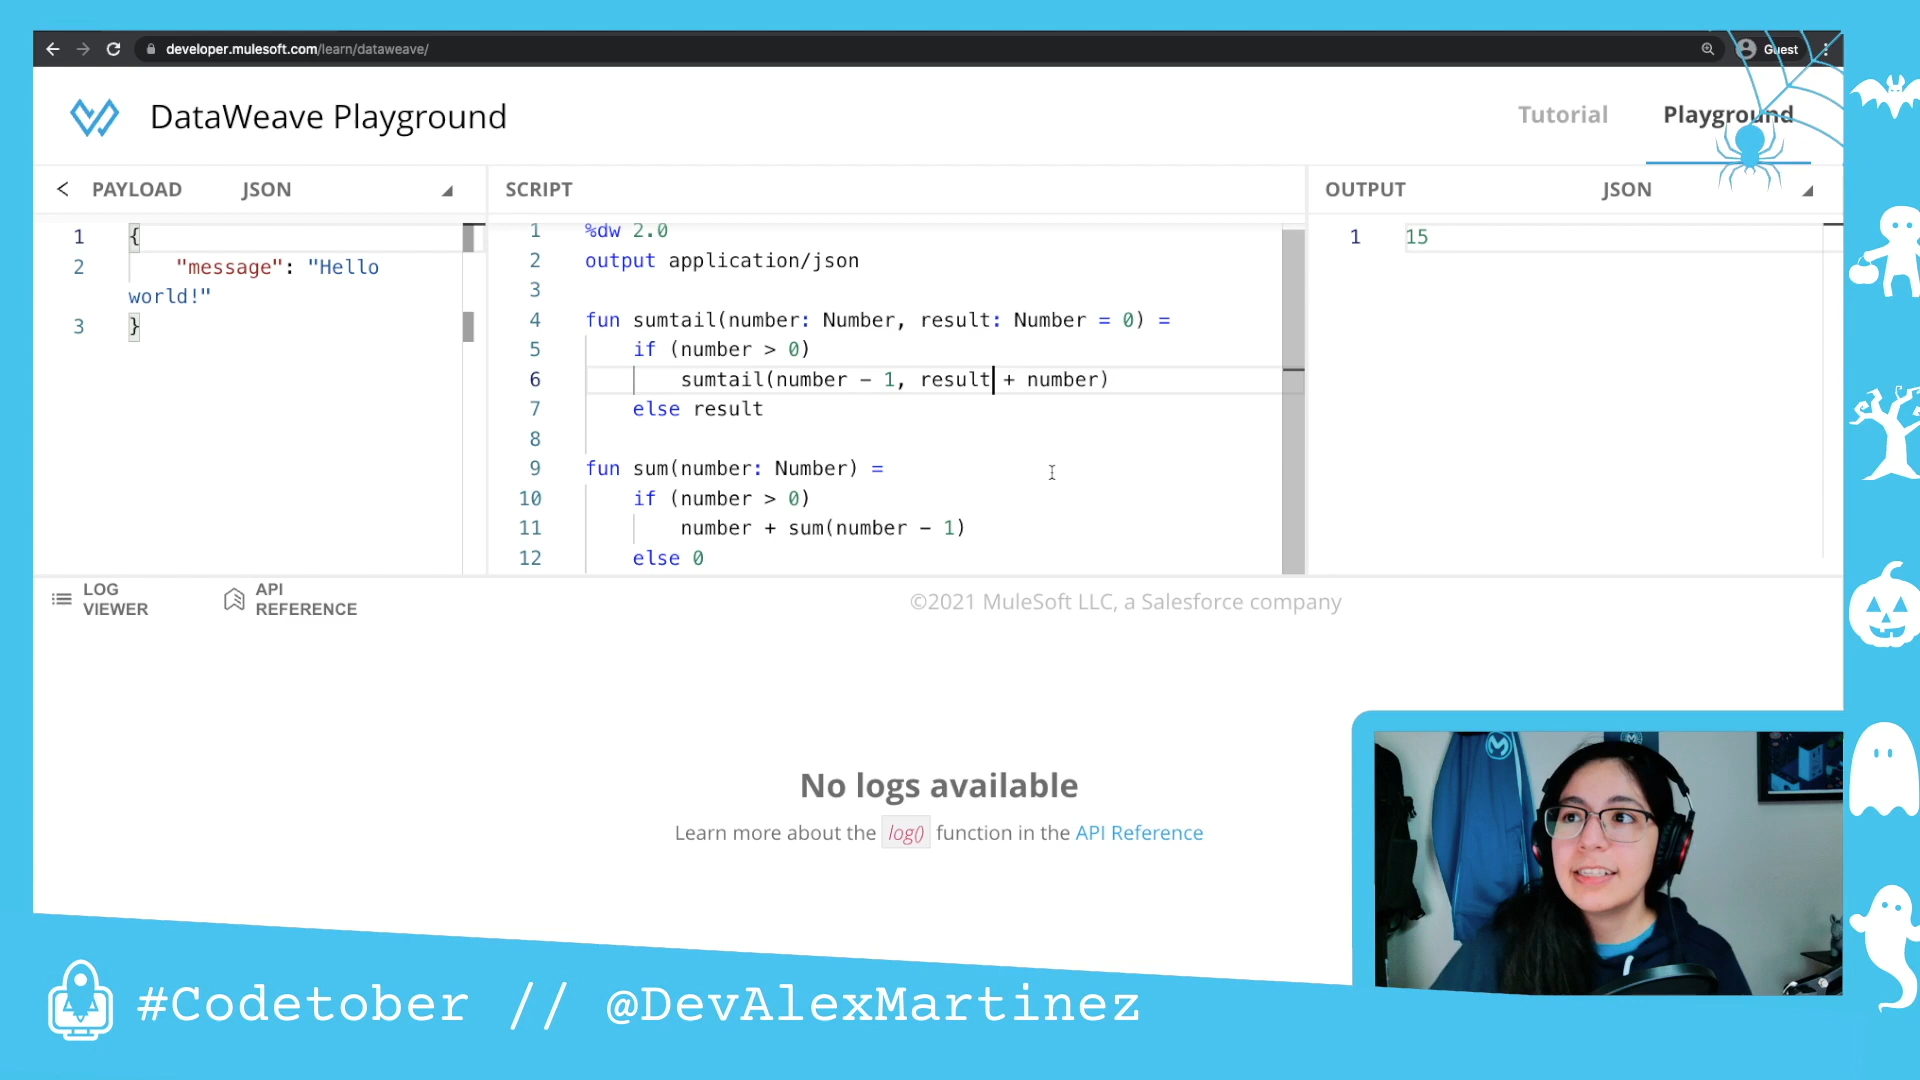 developer.mulesoft.com/learn/dataweave/
Guest
DataWeave Playground
Tutorial
Playground
PAYLOAD
JSON
1 {
2 "message": "Hello
world!"
3 }
SCRIPT
1 %dw 2.0
2 output application/json
3
4 fun sumtail(number: Number, result: Number = 0) =
5 if (number > 0)
6 sumtail(number - 1, result + number)
7 else result
8
9 fun sum(number: Number) =
10 if (number > 0)
11 number + sum(number - 1)
12 else 0
OUTPUT
JSON
1 15
LOG
VIEWER
API
REFERENCE
©2021 MuleSoft LLC, a Salesforce company
No logs available
Learn more about the log() function in the API Reference
#Codetober // @DevAlexMartinez